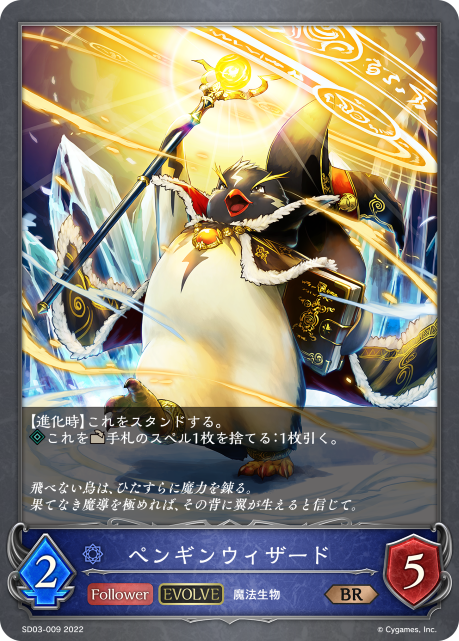 【進化時】これをスタンドする。
これを手札のスペル1枚を捨てる：1枚引く。
飛べない鳥は、ひたすらに魔力を錬る。
果てなき魔導を極めれば、その背に翼が生えると信じて。
2
ペンギンウィザード
5
Follower EVOLVE 魔法生物 BR
SD03-009 2022 © Cygames, Inc.